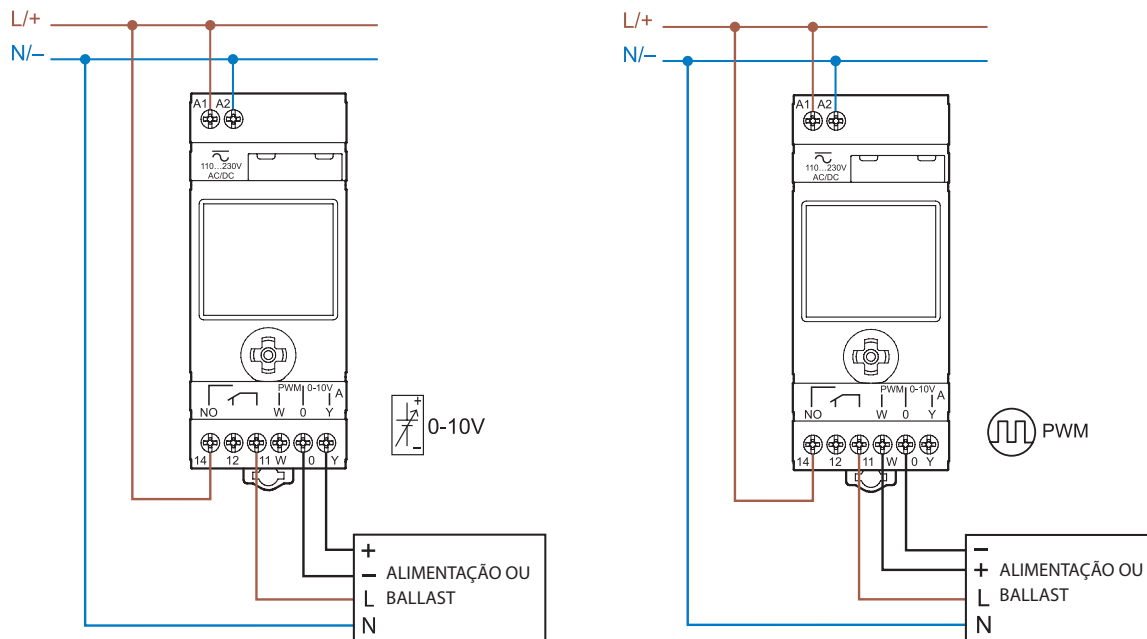 L/+
N/–
A1 A2
110...230V
AC/DC
PWM 0-10V A
NO W 0 Y
14 12 11 W 0 Y
0-10V
+
–
+ –
ALIMENTAÇÃO OU
L BALLAST
N
L/+
N/–
A1 A2
110...230V
AC/DC
PWM 0-10V A
NO W 0 Y
14 12 11 W 0 Y
PWM
–
+ ALIMENTAÇÃO OU
L BALLAST
N